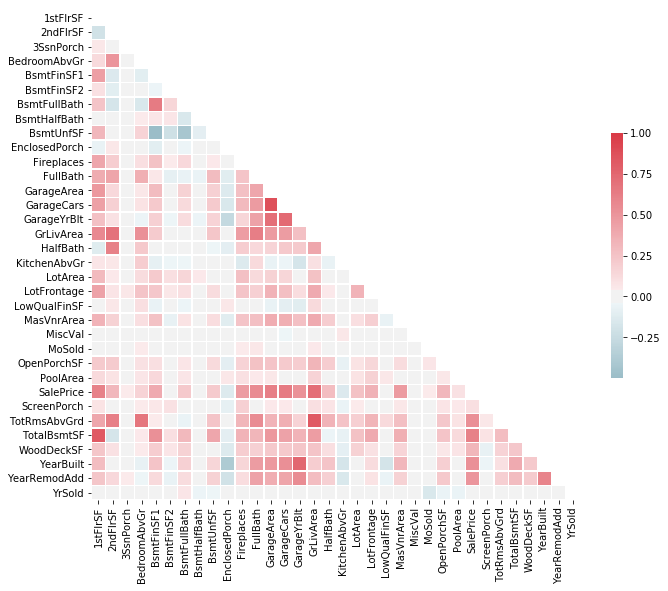 1stFlrSF
2ndFlrSF
3SsnPorch
BedroomAbvGr
BsmtFinSF1
BsmtFinSF2
BsmtFullBath
BsmtHalfBath
BsmtUnfSF
EnclosedPorch
Fireplaces
FullBath
GarageArea
GarageCars
GarageYrBlt
GrLivArea
HalfBath
KitchenAbvGr
LotArea
LotFrontage
LowQualFinSF
MasVnrArea
MiscVal
MoSold
OpenPorchSF
PoolArea
SalePrice
ScreenPorch
TotRmsAbvGrd
TotalBsmtSF
WoodDeckSF
YearBuilt
YearRemodAdd
YrSold
1stFlrSF
2ndFlrSF
3SsnPorch
BedroomAbvGr
BsmtFinSF1
BsmtFinSF2
BsmtFullBath
BsmtHalfBath
BsmtUnfSF
EnclosedPorch
Fireplaces
FullBath
GarageArea
GarageCars
GarageYrBlt
GrLivArea
HalfBath
KitchenAbvGr
LotArea
LotFrontage
LowQualFinSF
MasVnrArea
MiscVal
MoSold
OpenPorchSF
PoolArea
SalePrice
ScreenPorch
TotRmsAbvGrd
TotalBsmtSF
WoodDeckSF
YearBuilt
YearRemodAdd
YrSold
1.00
0.75
0.50
0.25
0.00
−0.25